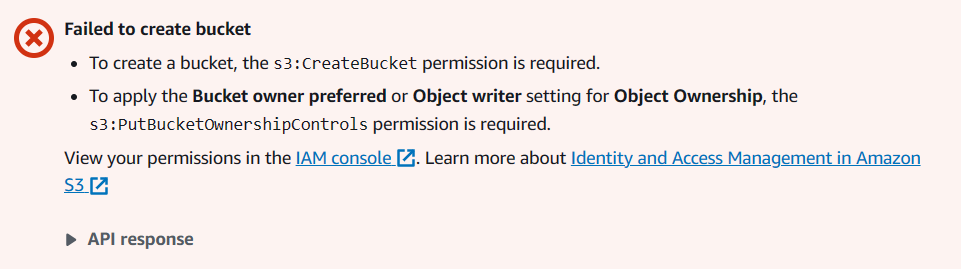 Failed to create bucket
• To create a bucket, the s3:CreateBucket permission is required.
• To apply the Bucket owner preferred or Object writer setting for Object Ownership, the
s3:PutBucketOwnershipControls permission is required.
View your permissions in the IAM console. Learn more about Identity and Access Management in Amazon
S3
API response